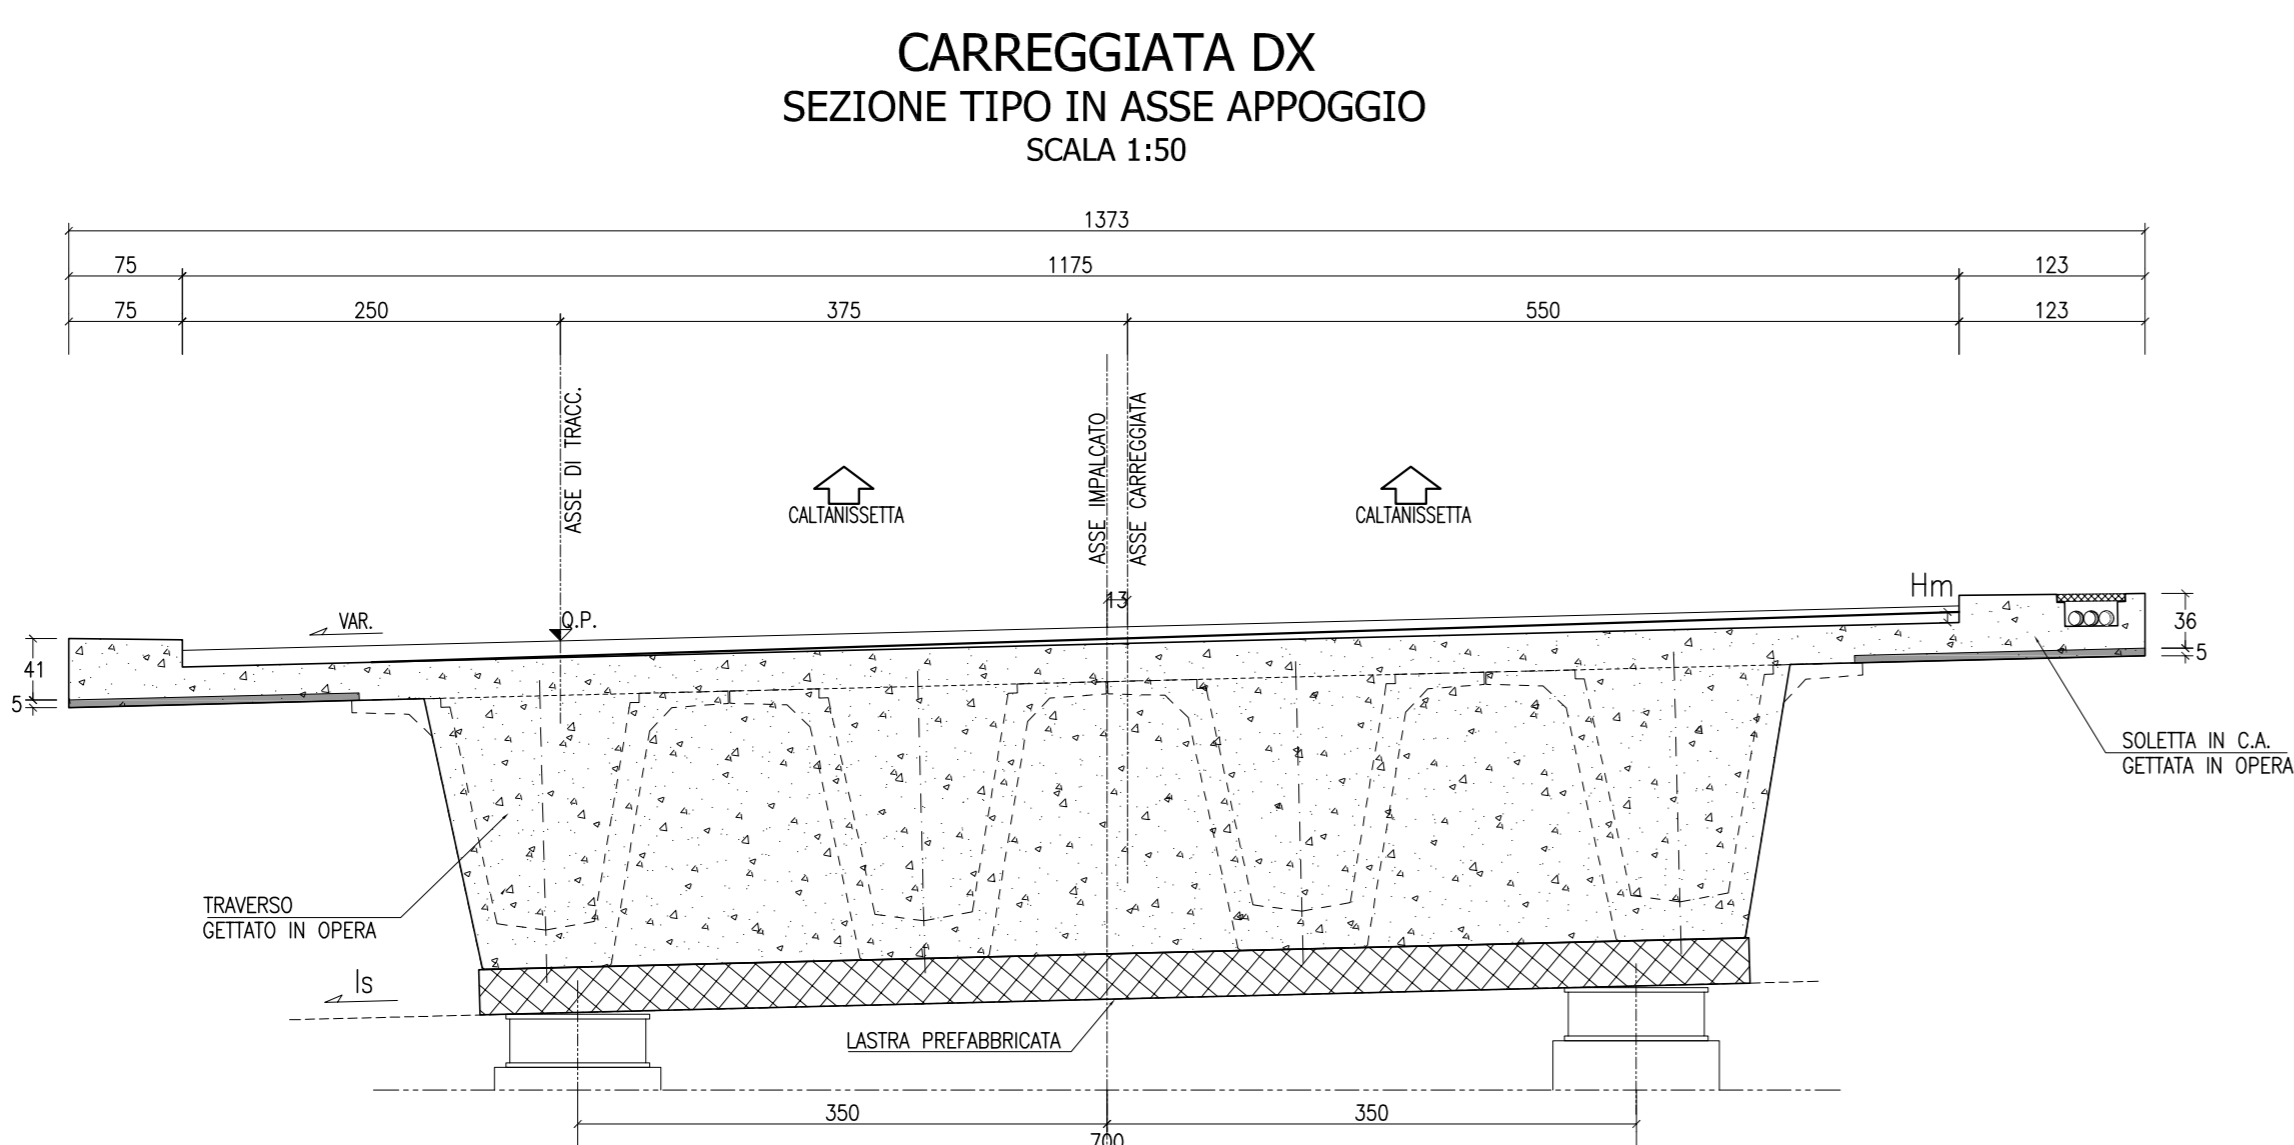 CARREGGIATA DX
SEZIONE TIPO IN ASSE APPOGGIO
SCALA 1:50
1373
75
1175
123
75
250
375
550
123
ASSE DI TRACC.
ASSE IMPALCATO
ASSE CARREGGIATA
CALTANISSETTA
CALTANISSETTA
13
Hm
VAR.
Q.P.
41
5
36
5
SOLETTA IN C.A.
GETTATA IN OPERA
TRAVERSO
GETTATO IN OPERA
Is
LASTRA PREFABBRICATA
350
350
700